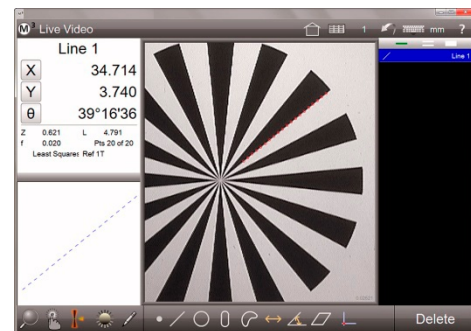 M³ Live Video
1
mm
?
Line 1
X 34.714
Y 3.740
θ 39°16'36
Z 0.621 L 4.791
f 0.020 Pts 20 of 20
Least Squares Ref 1T
Line 1
Delete